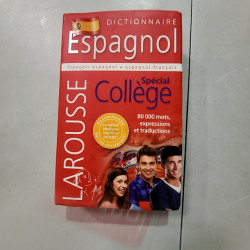 DICTIONNAIRE
Espagnol
français-espagnol • espagnol-français
Spécial
Collège
80 000 mots,
expressions
et traductions
LAROUSSE